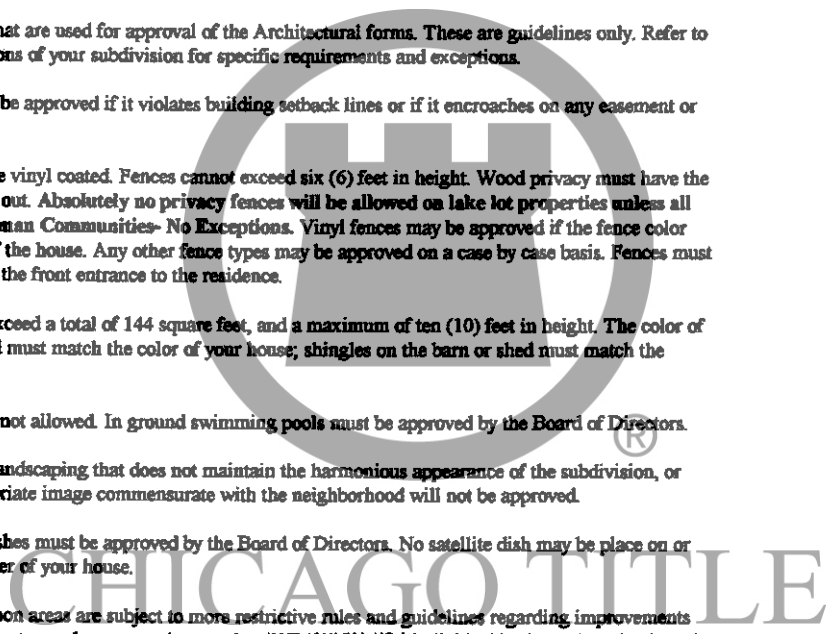 hat are used for approval of the Architectural forms. These are guidelines only. Refer to
ons of your subdivision for specific requirements and exceptions.
be approved if it violates building setback lines or if it encroaches on any easement or
e vinyl coated. Fences cannot exceed six (6) feet in height. Wood privacy must have the
out. Absolutely no privacy fences will be allowed on lake lot properties unless all
man Communities- No Exceptions. Vinyl fences may be approved if the fence color
f the house. Any other fence types may be approved on a case by case basis. Fences must
the front entrance to the residence.
xceed a total of 144 square feet, and a maximum of ten (10) feet in height. The color of
d must match the color of your house; shingles on the barn or shed must match the
not allowed. In ground swimming pools must be approved by the Board of Directors.
®
andscaping that does not maintain the harmonious appearance of the subdivision, or
riate image commensurate with the neighborhood will not be approved.
shes must be approved by the Board of Directors. No satellite dish may be place on or
er of your house.
CHICAGO TITLE
on areas are subject to more restrictive rules and guidelines regarding improvements